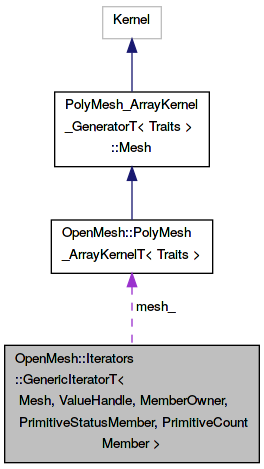 Kernel
PolyMesh_ArrayKernel
_GeneratorT< Traits >
::Mesh
OpenMesh::PolyMesh
_ArrayKernelT< Traits >
mesh_
OpenMesh::Iterators
::GenericIteratorT<
Mesh, ValueHandle, MemberOwner,
PrimitiveStatusMember, PrimitiveCount
Member >